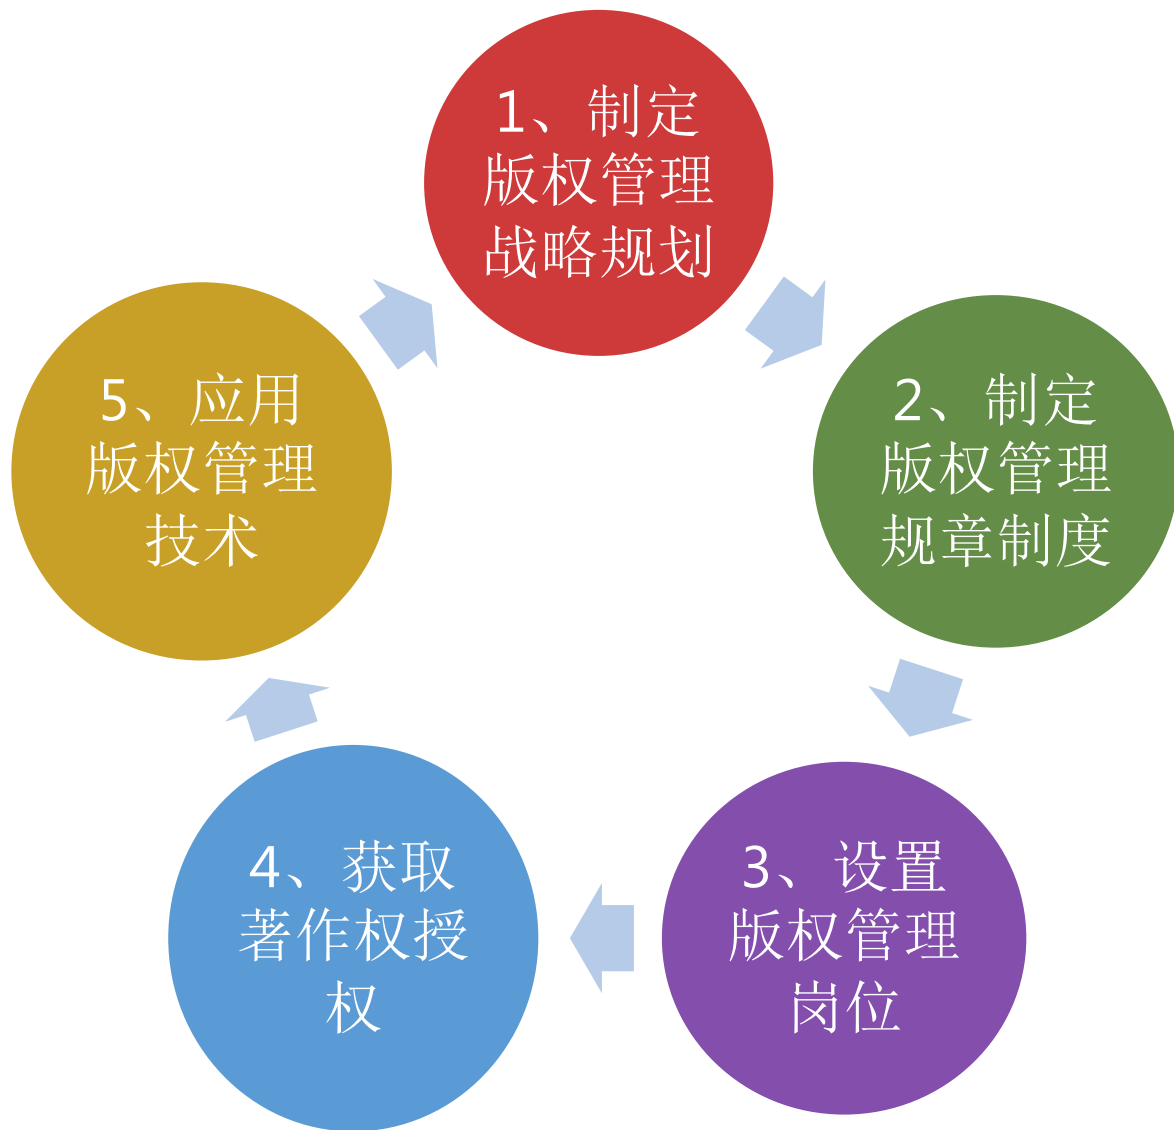 1、制定
版权管理
战略规划
2、制定
版权管理
规章制度
3、设置
版权管理
岗位
4、获取
著作权授
权
5、应用
版权管理
技术